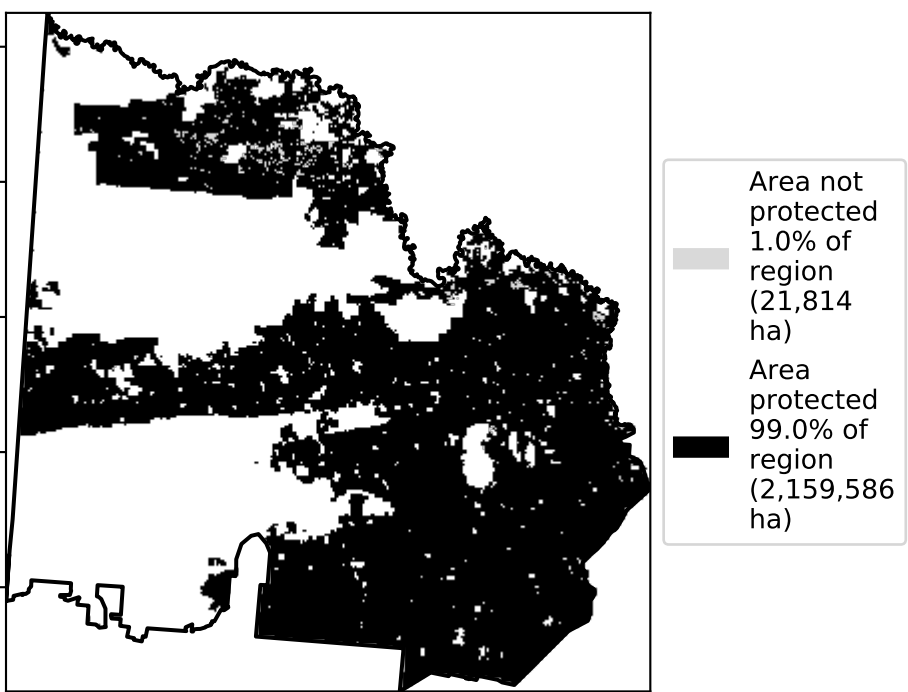 Area not
protected
1.0% of
region
(21,814
ha)
Area
protected
99.0% of
region
(2,159,586
ha)